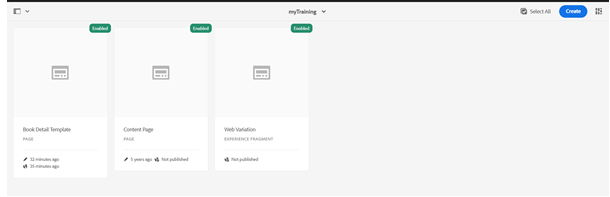 myTraining
Select All
Create
Enabled
Enabled
Enabled
Book Detail Template
PAGE
32 minutes ago
35 minutes ago
Content Page
PAGE
5 years ago Not published
Web Variation
EXPERIENCE FRAGMENT
Not published